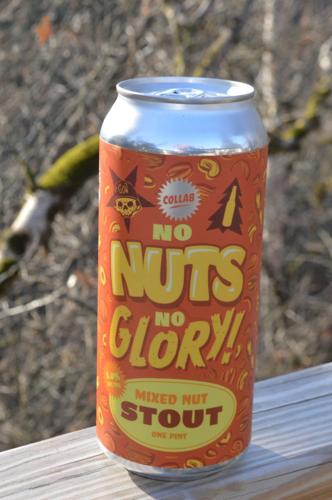 COLLAB
NO
NUTS
NO
GLORY!
MIXED NUT
STOUT
ONE PINT